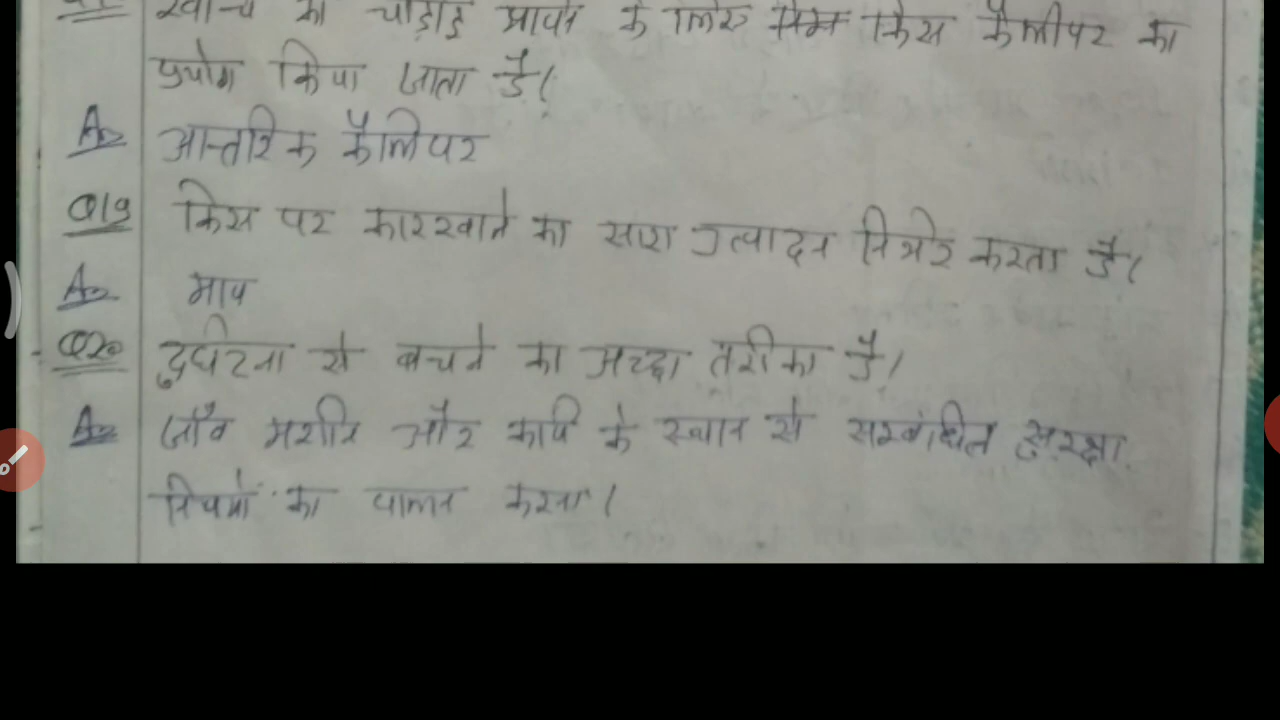 खाँचे की चौड़ाई मापने के लिए किस कैलीपर का
प्रयोग किया जाता है।
Ans आन्तरिक कैलिपर
Q19 किस पर कारखाने का सारा उत्पादन निर्भर करता है।
Ans माप
Q20 दुर्घटना से बचने का अच्छा तरीका है।
Ans जॉब मशीन और कार्य के स्थान से सम्बंधित सुरक्षा
नियमों का पालन करना।